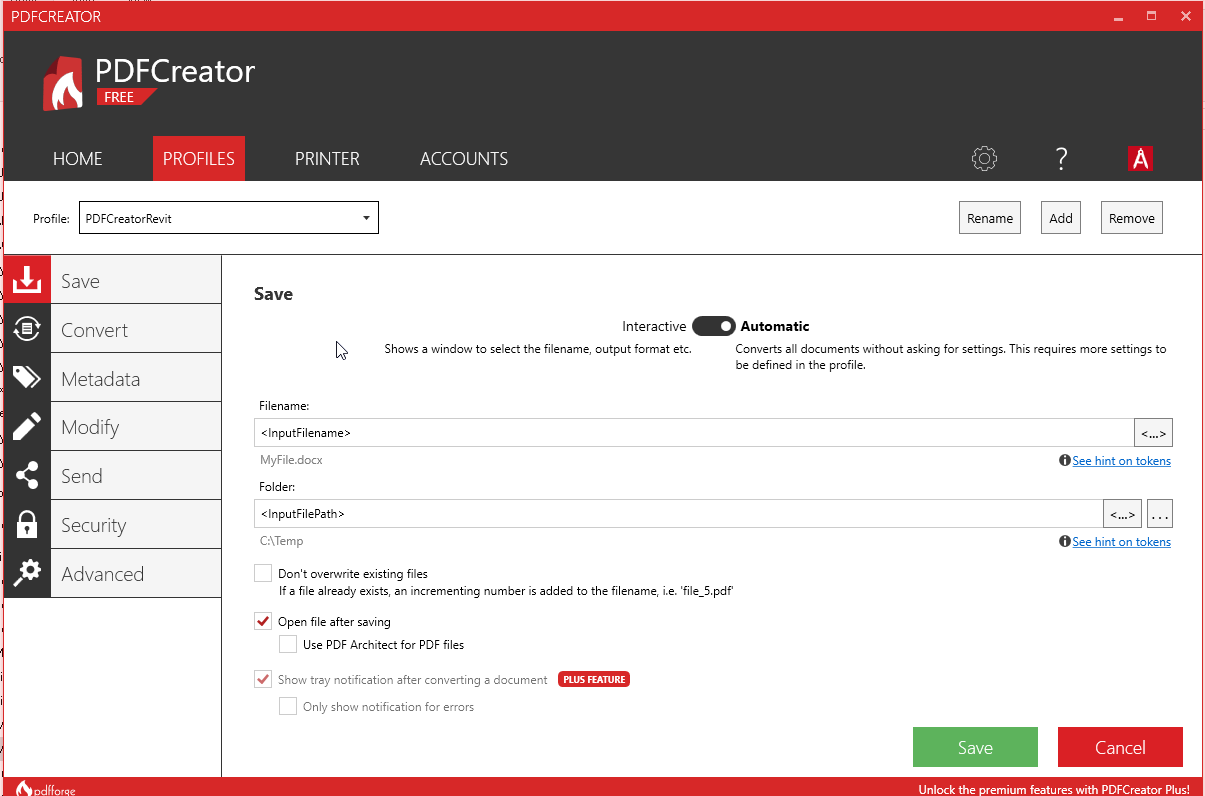 PDFCREATOR
PDFCreator
FREE
HOME
PROFILES
PRINTER
ACCOUNTS
?
Profile:
PDFCreatorRevit
Rename
Add
Remove
Save
Convert
Metadata
Modify
Send
Security
Advanced
Save
Interactive
Automatic
Shows a window to select the filename, output format etc.
Converts all documents without asking for settings. This requires more settings to
be defined in the profile.
Filename:
<InputFilename>
<...>
MyFile.docx
See hint on tokens
Folder:
<InputFilePath>
<...>
...
C:\Temp
See hint on tokens
Don't overwrite existing files
If a file already exists, an incrementing number is added to the filename, i.e. 'file_5.pdf'
Open file after saving
Use PDF Architect for PDF files
Show tray notification after converting a document
PLUS FEATURE
Only show notification for errors
Save
Cancel
pdfforge
Unlock the premium features with PDFCreator Plus!